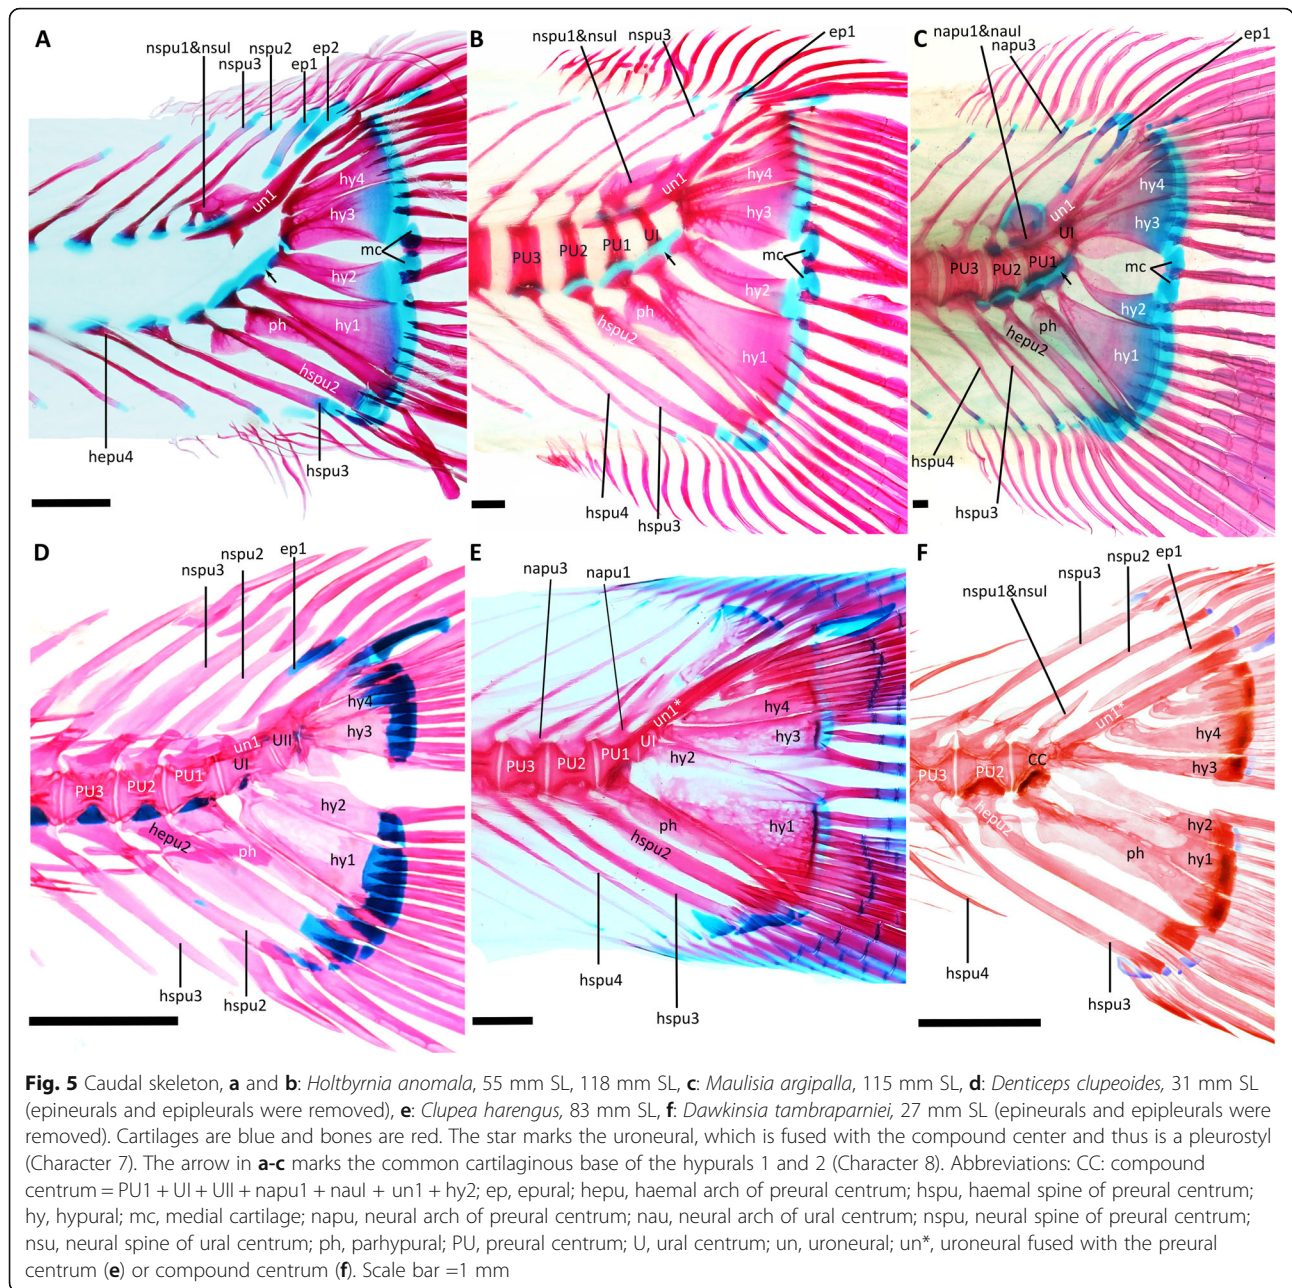 A
nspu1&nsuI
nspu3
nspu2
ep1
ep2
un1
hy4
hy3
mc
hy2
hy1
ph
hspu2
hepu4
hspu3
B
nspu1&nsuI
nspu3
ep1
un1
hy4
hy3
UI
PU1
PU2
PU3
mc
hy2
hspu2
ph
hy1
hspu4
hspu3
C
napu1&nauI
napu3
ep1
un1
UI
hy4
hy3
PU3
PU2
PU1
mc
hy2
ph
hepu2
hy1
hspu4
hspu3
D
nspu3
nspu2
ep1
hy4
hy3
un1
UII
UI
PU1
PU2
PU3
hy2
hepu2
ph
hy1
hspu3
hspu2
E
napu3
napu1
un1*
hy4
UI
hy3
hy2
PU3
PU2
PU1
ph
hspu2
hy1
hspu4
hspu3
F
nspu1&nsuI
nspu3
nspu2
ep1
un1*
hy4
CC
hy3
PU3
PU2
hepu2
hy2
ph
hy1
hspu4
hspu3
Fig. 5 Caudal skeleton, a and b: Holtbyrnia anomala, 55 mm SL, 118 mm SL, c: Maulisia argipalla, 115 mm SL, d: Denticeps clupeoides, 31 mm SL
(epineurals and epipleurals were removed), e: Clupea harengus, 83 mm SL, f: Dawkinsia tambraparniei, 27 mm SL (epineurals and epipleurals were
removed). Cartilages are blue and bones are red. The star marks the uroneural, which is fused with the compound center and thus is a pleurostyl
(Character 7). The arrow in a-c marks the common cartilaginous base of the hypurals 1 and 2 (Character 8). Abbreviations: CC: compound
centrum = PU1 + UI + UII + napu1 + nauI + un1 + hy2; ep, epural; hepu, haemal arch of preural centrum; hspu, haemal spine of preural centrum;
hy, hypural; mc, medial cartilage; napu, neural arch of preural centrum; nau, neural arch of ural centrum; nspu, neural spine of preural centrum;
nsu, neural spine of ural centrum; ph, parhypural; PU, preural centrum; U, ural centrum; un, uroneural; un*, uroneural fused with the preural
centrum (e) or compound centrum (f). Scale bar =1 mm